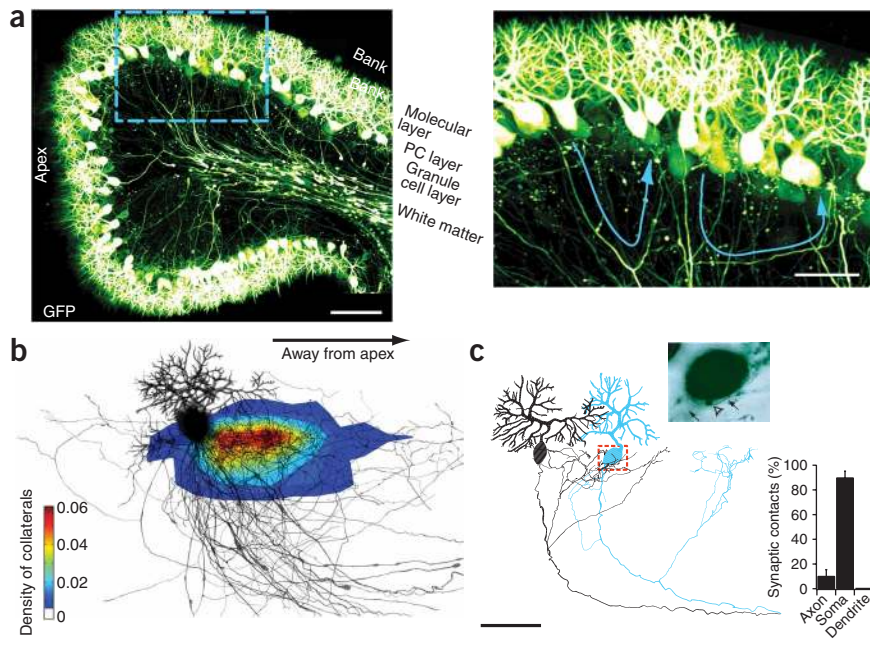 a
Bank
Bank
Apex
Molecular
layer
PC layer
Granule
cell layer
White matter
GFP
b
Away from apex
Density of collaterals
0.06
0.04
0.02
0
c
Synaptic contacts (%)
100
80
60
40
20
0
Axon
Soma
Dendrite